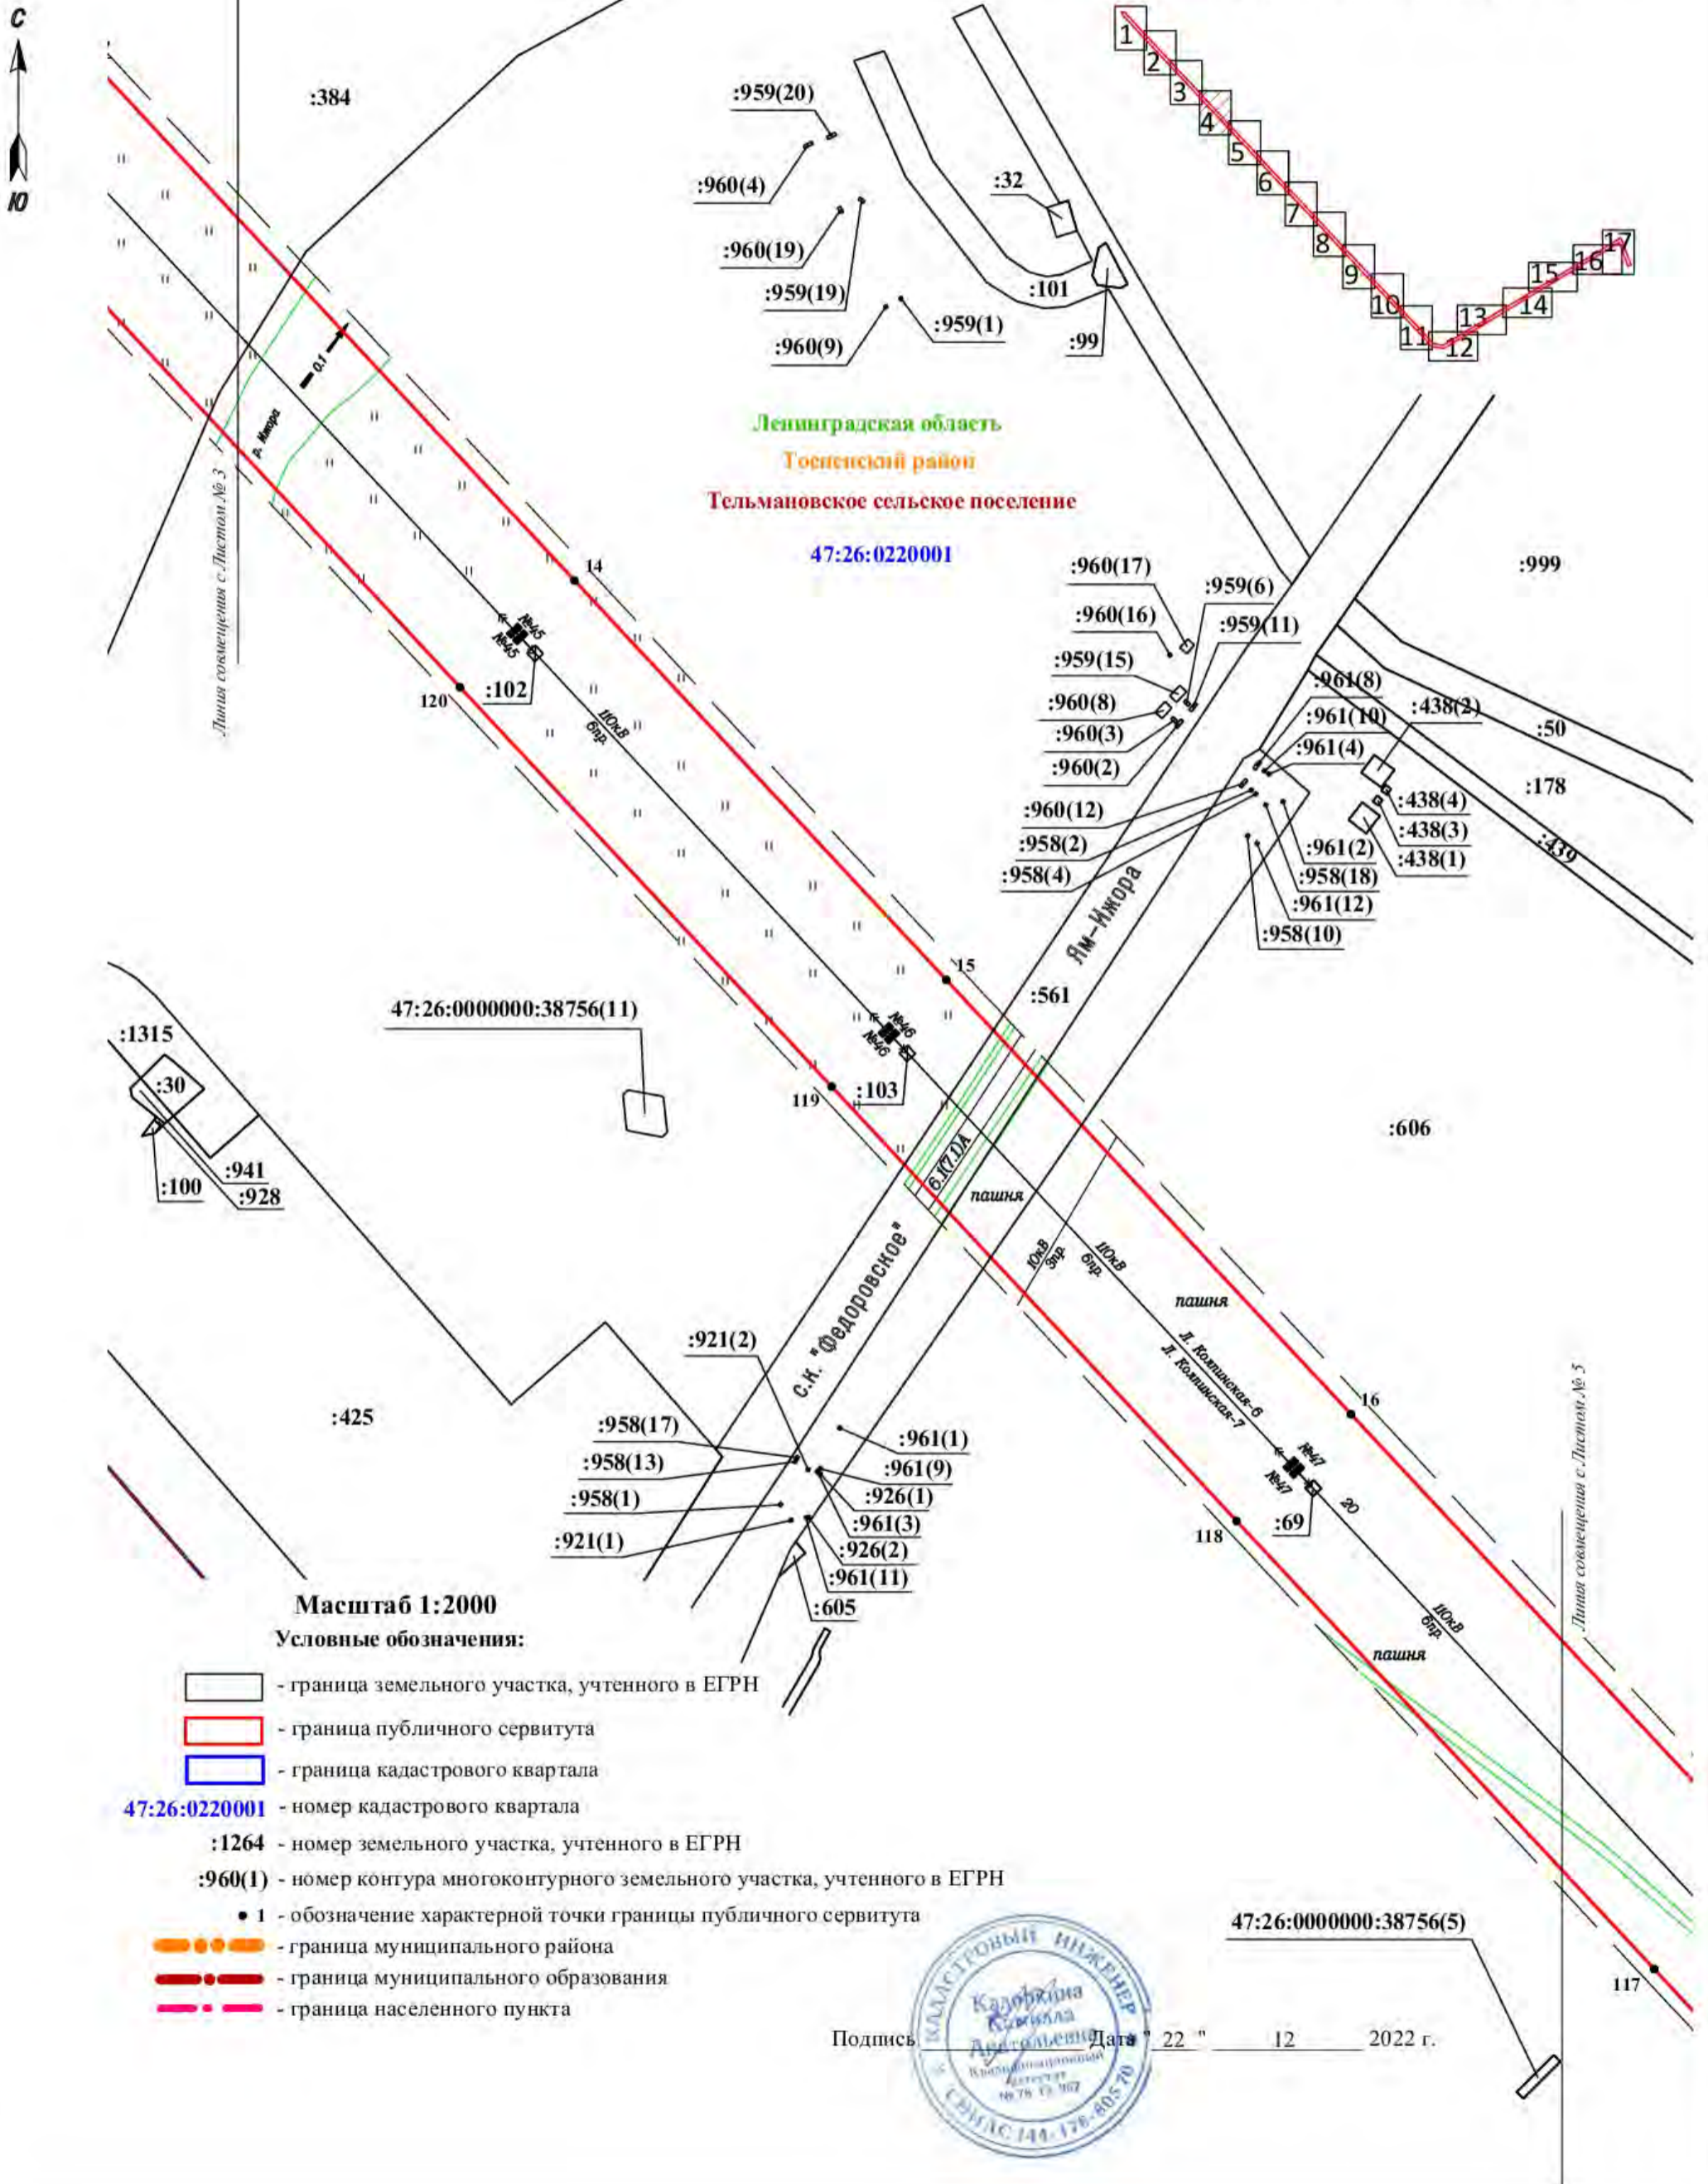 С
Ю
:384
:959(20)
:960(4)
:960(19)
:959(19)
:960(9)
:959(1)
:32
:101
:99
1
2
3
4
5
6
7
8
9
10
11
12
13
14
15
16
17
0.1
р. Ижора
Линия совмещения с Листом № 3
Ленинградская область
Тосненский район
Тельмановское сельское поселение
47:26:0220001
14
№45
№45
:102
120
110кВ
6пр.
:960(17)
:959(6)
:960(16)
:959(11)
:959(15)
:960(8)
:960(3)
:960(2)
:960(12)
:958(2)
:958(4)
:999
:961(8)
:961(10)
:438(2)
:961(4)
:50
:178
:438(4)
:438(3)
:438(1)
:439
:961(2)
:958(18)
:961(12)
:958(10)
Ям-Ижора
15
:561
47:26:0000000:38756(11)
№46
№46
:103
119
:1315
:30
:941
:928
:100
6.1(7.1)А
:606
пашня
10кВ
3пр.
110кВ
6пр.
пашня
с.к. "Федоровское"
Л. Колпинская-6
Л. Колпинская-7
16
:921(2)
:425
:958(17)
:958(13)
:958(1)
:921(1)
:961(1)
:961(9)
:926(1)
:961(3)
:926(2)
:961(11)
:605
№47
№47
20
:69
118
Линия совмещения с Листом № 5
110кВ
6пр.
пашня
Масштаб 1:2000
Условные обозначения:
- граница земельного участка, учтенного в ЕГРН
- граница публичного сервитута
- граница кадастрового квартала
47:26:0220001 - номер кадастрового квартала
:1264 - номер земельного участка, учтенного в ЕГРН
:960(1) - номер контура многоконтурного земельного участка, учтенного в ЕГРН
• 1 - обозначение характерной точки границы публичного сервитута
- граница муниципального района
- граница муниципального образования
- граница населенного пункта
47:26:0000000:38756(5)
117
КАДАСТРОВЫЙ ИНЖЕНЕР
Камилла
Анатольевна
Подпись Дата " 22 " 12 2022 г.